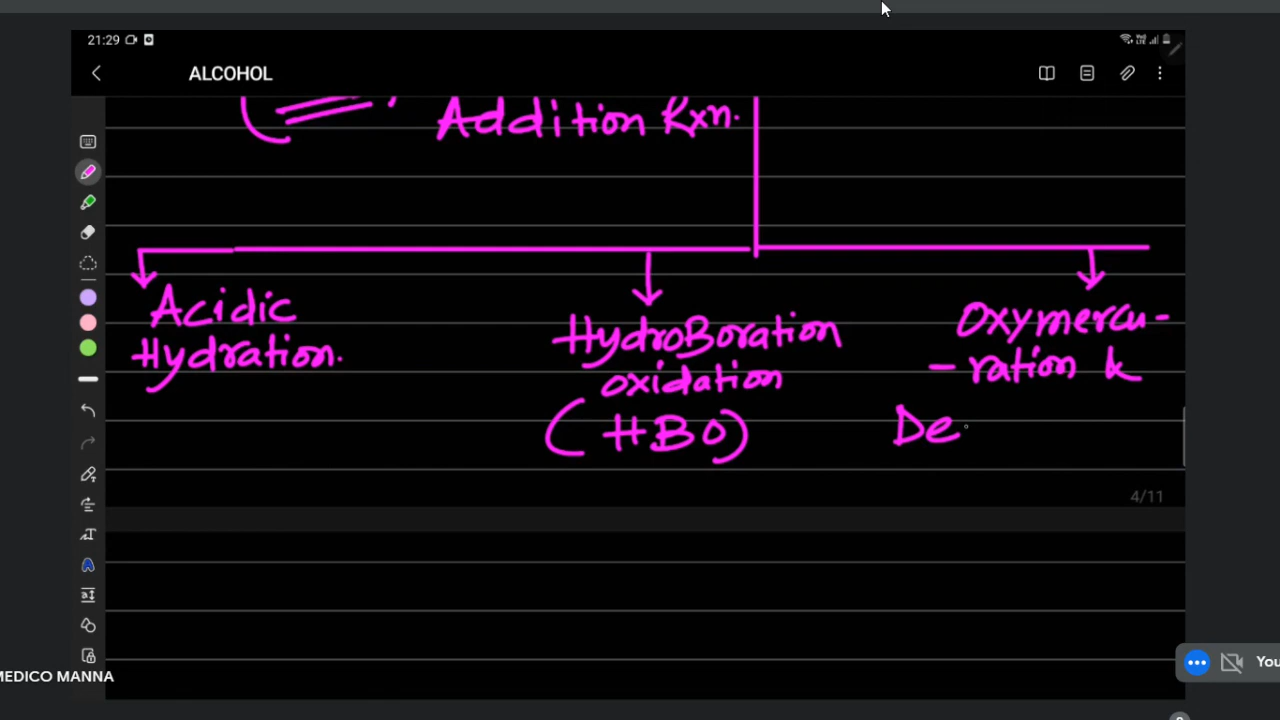 21:29
ALCOHOL
Addition Rxn.
Acidic
Hydration.
HydroBoration
oxidation
(HBO)
Oxymercu-
-ration &
De
4/11
MEDICO MANNA
You